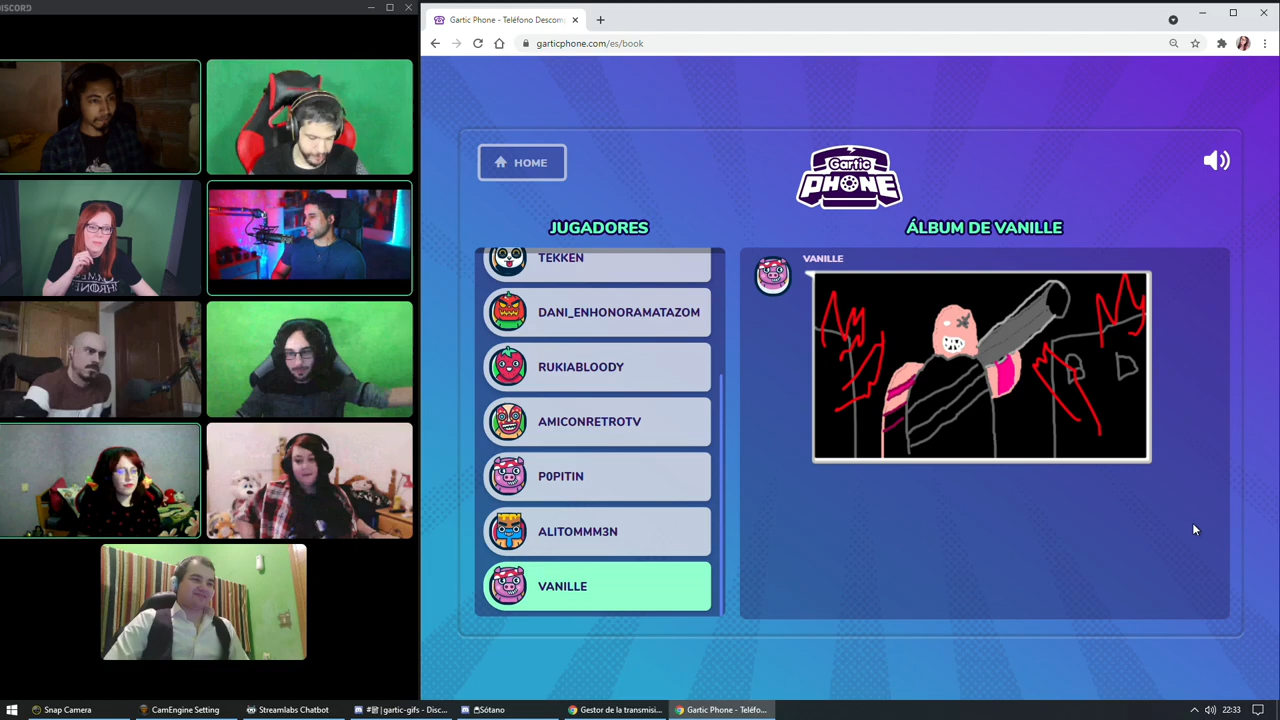 DISCORD
Gartic Phone - Teléfono Descom
garticphone.com/es/book
HOME
Gartic
PHONE
JUGADORES
ÁLBUM DE VANILLE
TEKKEN
DANI_ENHONORAMATAZOM
RUKIABLOODY
AMICONRETROTV
P0PITIN
ALITOMMM3N
VANILLE
VANILLE
Snap Camera
CamEngine Setting
Streamlabs Chatbot
gartic-gifs | - Disc...
Sótano
Gestor de la transmisi...
Gartic Phone - Teléfo...
22:33